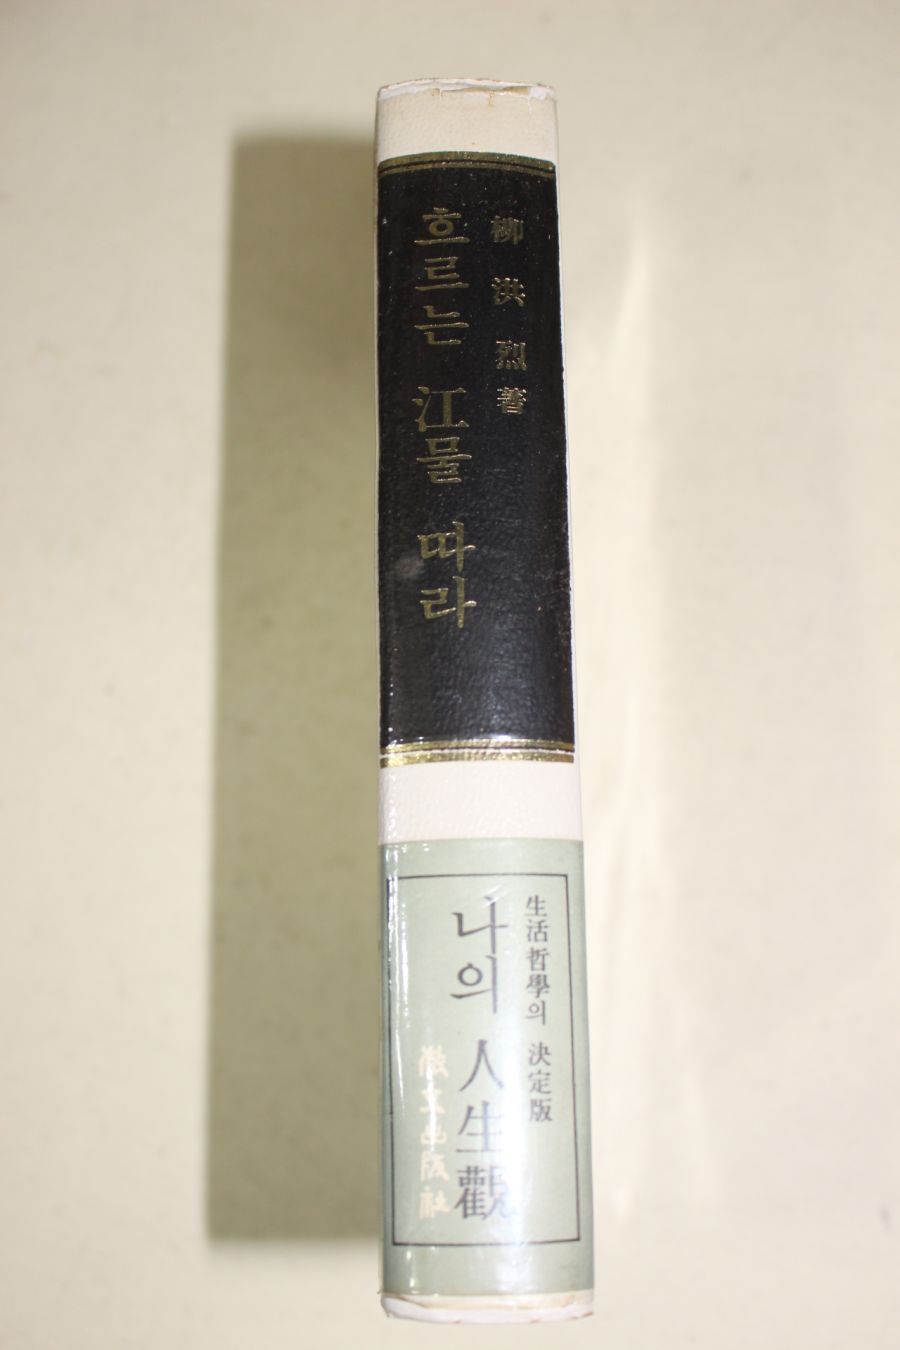 柳洪烈 著
흐르는 江물 따라
生活哲學의 決定版
나의 人生觀
徽文出版社